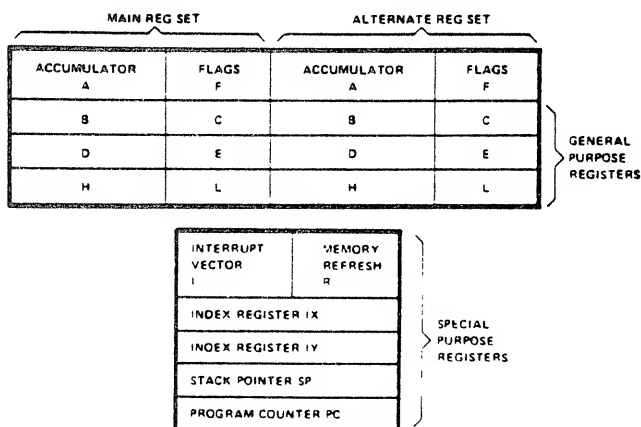 MAIN REG SET ALTERNATE REG SET
ACCUMULATOR FLAGS ACCUMULATOR FLAGS
A F A F
B C B C
D E D E
H L H L
GENERAL
PURPOSE
REGISTERS
INTERRUPT MEMORY
VECTOR REFRESH
I R
INDEX REGISTER IX
INDEX REGISTER IY
STACK POINTER SP
PROGRAM COUNTER PC
SPECIAL
PURPOSE
REGISTERS